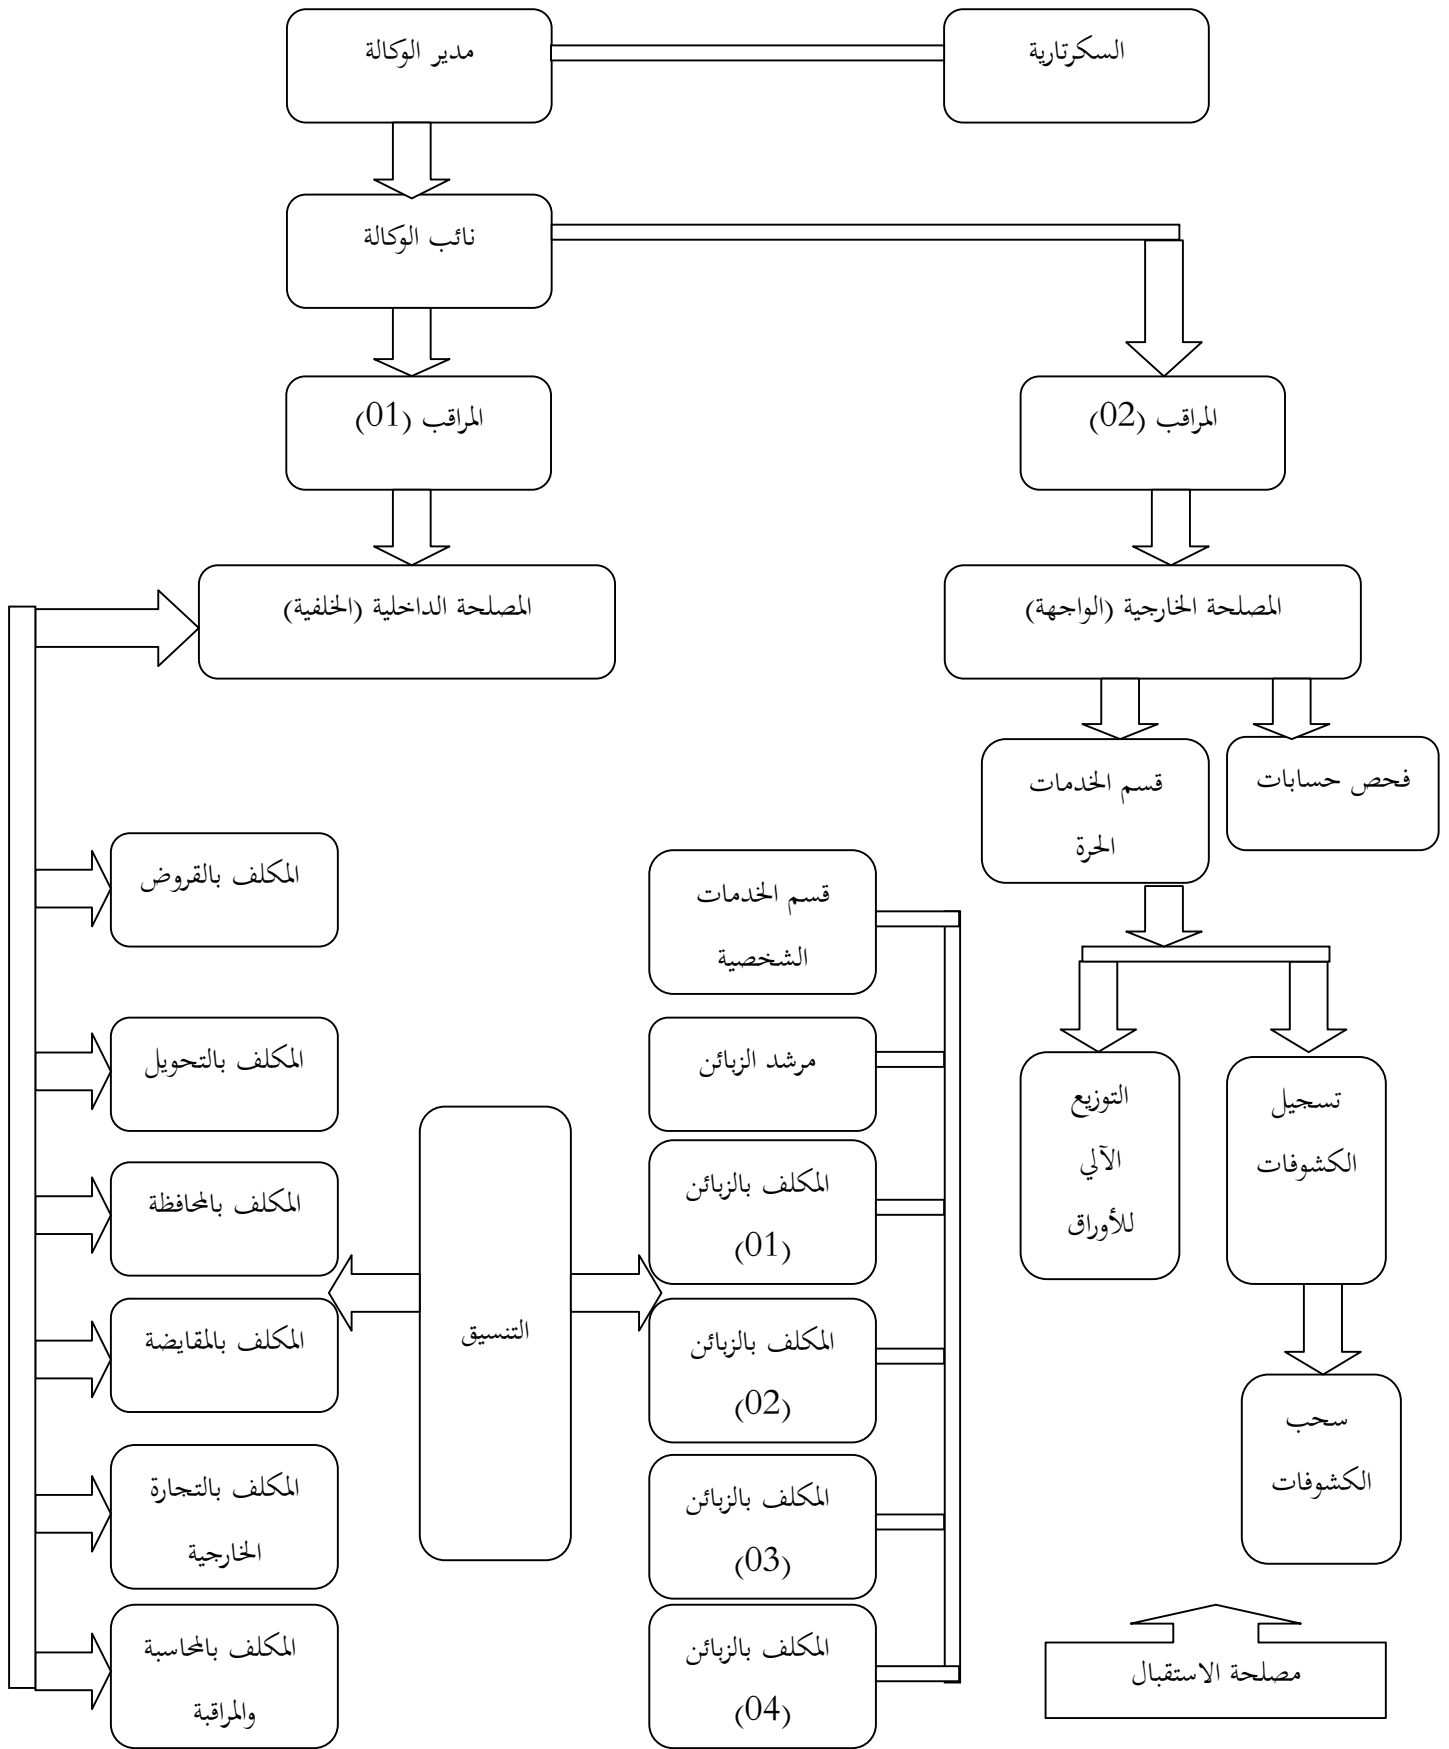 السكرتارية
مدير الوكالة
نائب الوكالة
المراقب (02)
المراقب (01)
المصلحة الخارجية (الواجهة)
المصلحة الداخلية (الخلفية)
فحص حسابات
قسم الخدمات
الحرة
تسجيل
الكشوفات
التوزيع
الآلي
للأوراق
سحب
الكشوفات
مصلحة الاستقبال
قسم الخدمات
الشخصية
مرشد الزبائن
المكلف بالزبائن
(01)
المكلف بالزبائن
(02)
المكلف بالزبائن
(03)
المكلف بالزبائن
(04)
التنسيق
المكلف بالقروض
المكلف بالتحويل
المكلف بالمحافظة
المكلف بالمقايضة
المكلف بالتجارة
الخارجية
المكلف بالمحاسبة
والمراقبة